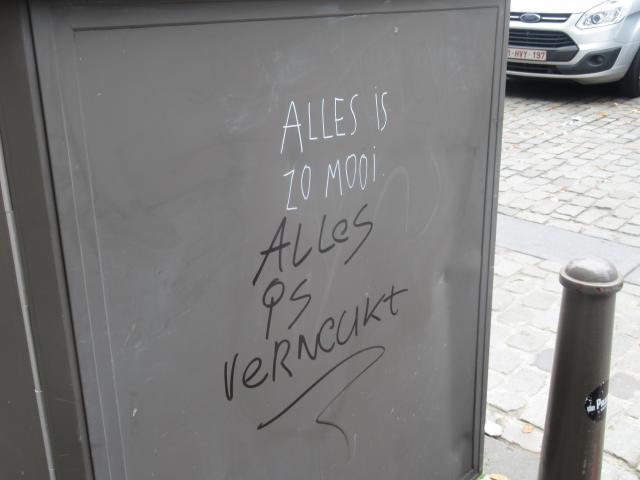 ALLES is
ZO MOOi.
ALLeS
is
VeRNeukt